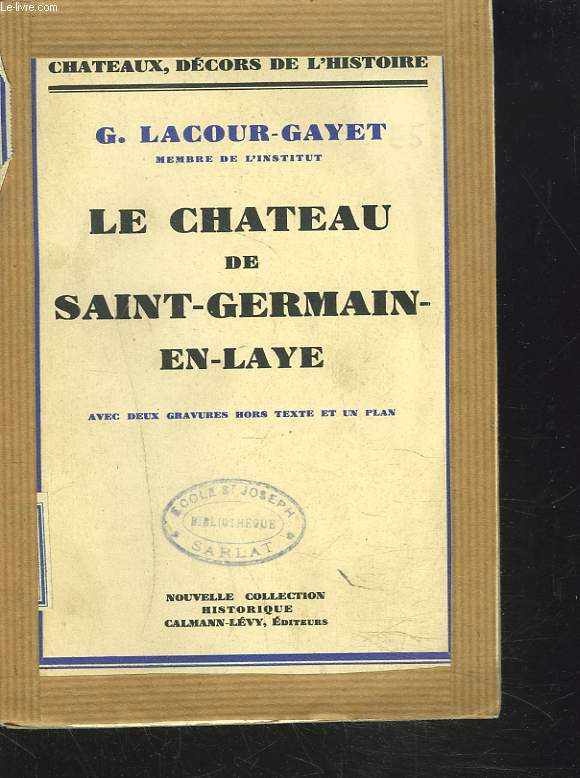 Le-livre.com
CHATEAUX, DÉCORS DE L'HISTOIRE
G. LACOUR-GAYET
MEMBRE DE L'INSTITUT
LE CHATEAU
DE
SAINT-GERMAIN-
EN-LAYE
AVEC DEUX GRAVURES HORS TEXTE ET UN PLAN
ECOLE ST JOSEPH
BIBLIOTHEQUE
SARLAT
NOUVELLE COLLECTION
HISTORIQUE
CALMANN-LÉVY, ÉDITEURS